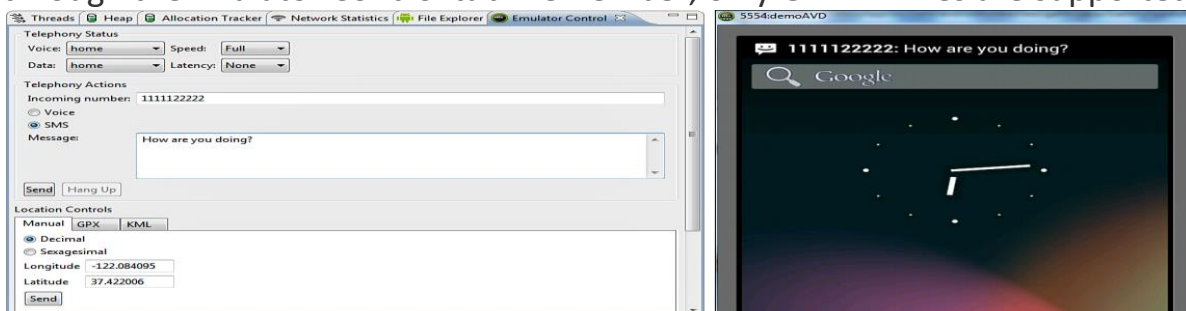 Threads Heap Allocation Tracker Network Statistics File Explorer Emulator Control
Telephony Status
Voice: home Speed: Full
Data: home Latency: None
Telephony Actions
Incoming number: 1111122222
Voice
SMS
Message: How are you doing?
Send Hang Up
Location Controls
Manual GPX KML
Decimal
Sexagesimal
Longitude -122.084095
Latitude 37.422006
Send
5554:demoAVD
1111122222: How are you doing?
Google